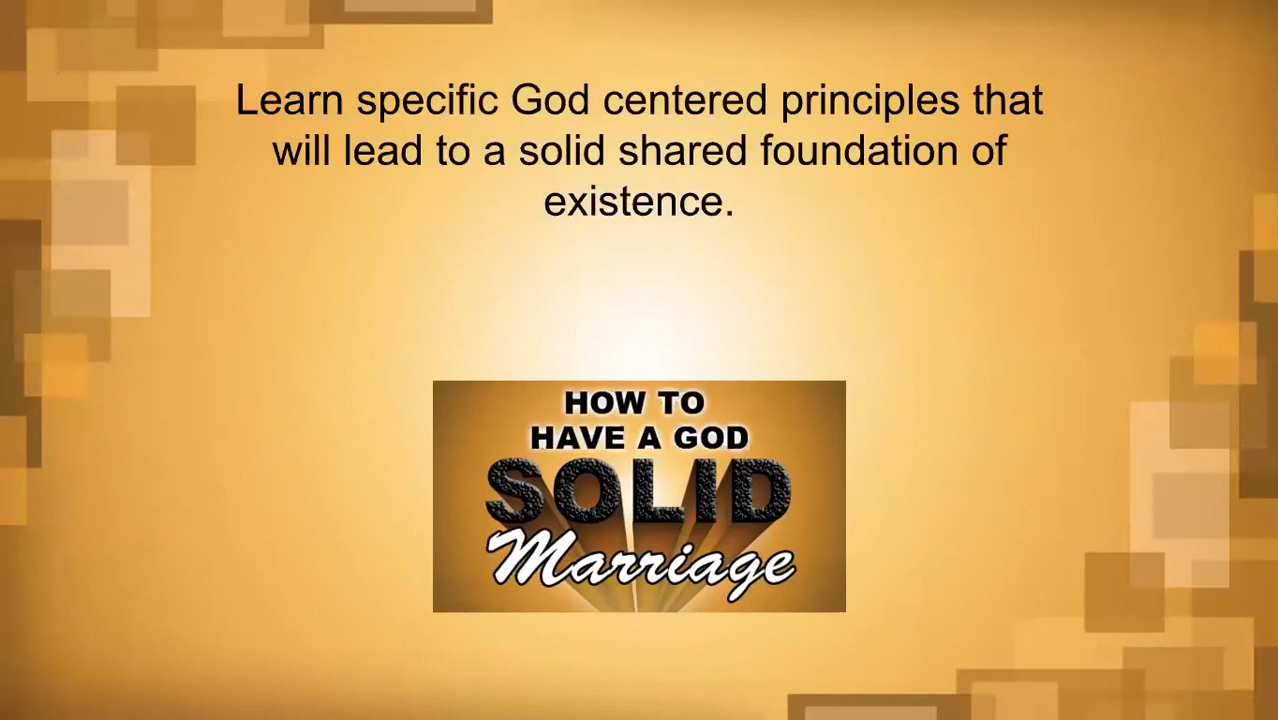 Learn specific God centered principles that
will lead to a solid shared foundation of
existence.
HOW TO
HAVE A GOD
SOLID
Marriage